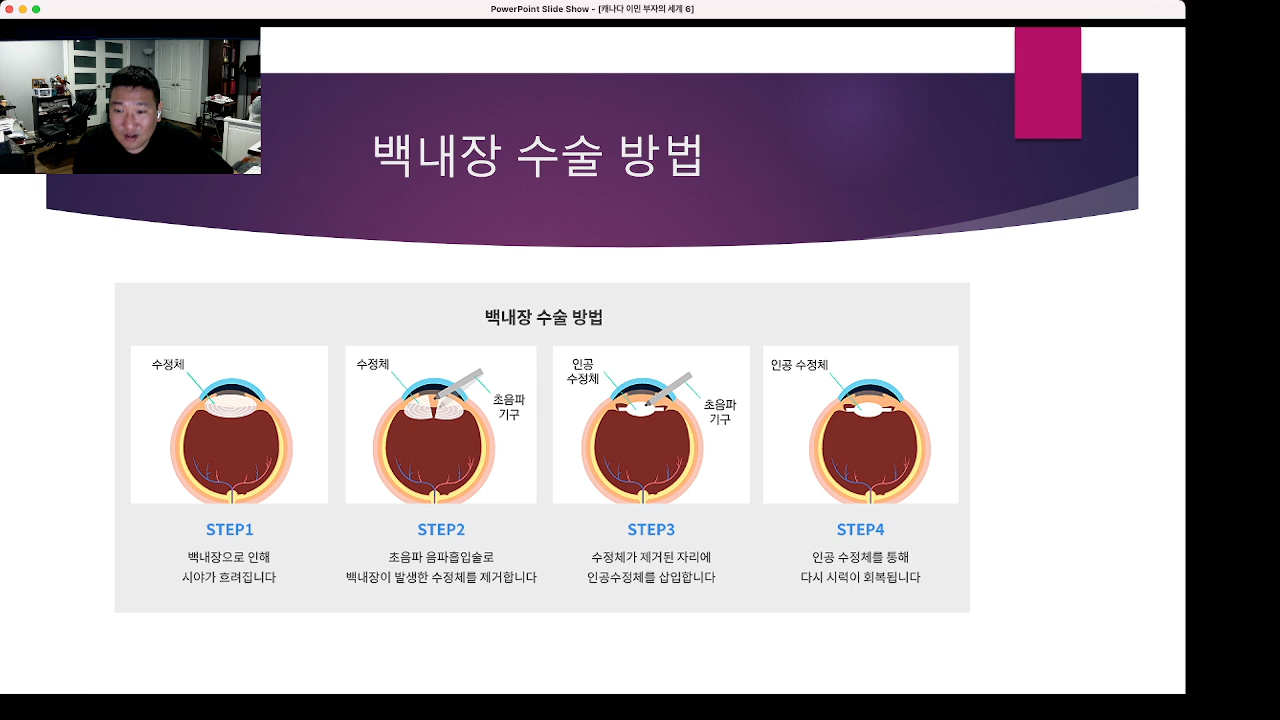 PowerPoint Slide Show - [캐나다 이민 부자의 세계 6]
백내장 수술 방법
백내장 수술 방법
수정체
수정체
초음파
기구
인공
수정체
초음파
기구
인공 수정체
STEP1
백내장으로 인해
시야가 흐려집니다
STEP2
초음파 음파흡입술로
백내장이 발생한 수정체를 제거합니다
STEP3
수정체가 제거된 자리에
인공수정체를 삽입합니다
STEP4
인공 수정체를 통해
다시 시력이 회복됩니다